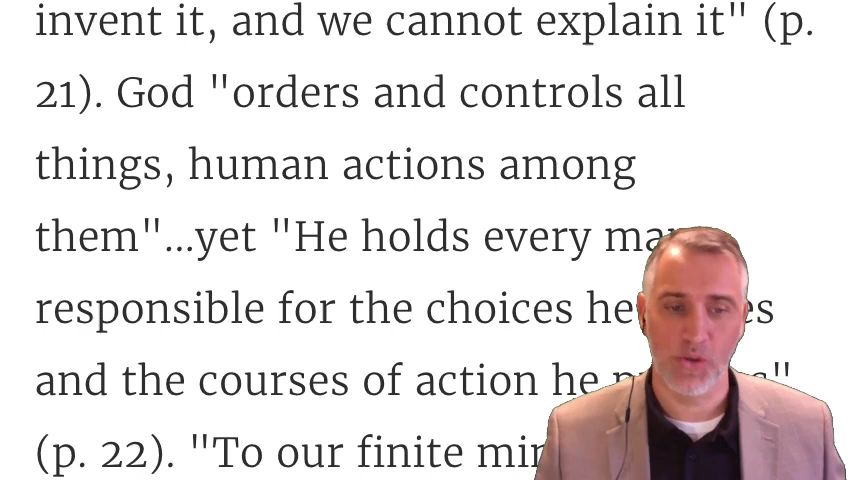 invent it, and we cannot explain it" (p.
21). God "orders and controls all
things, human actions among
them"...yet "He holds every
responsible for the choices he
and the courses of action he
(p. 22). "To our finite